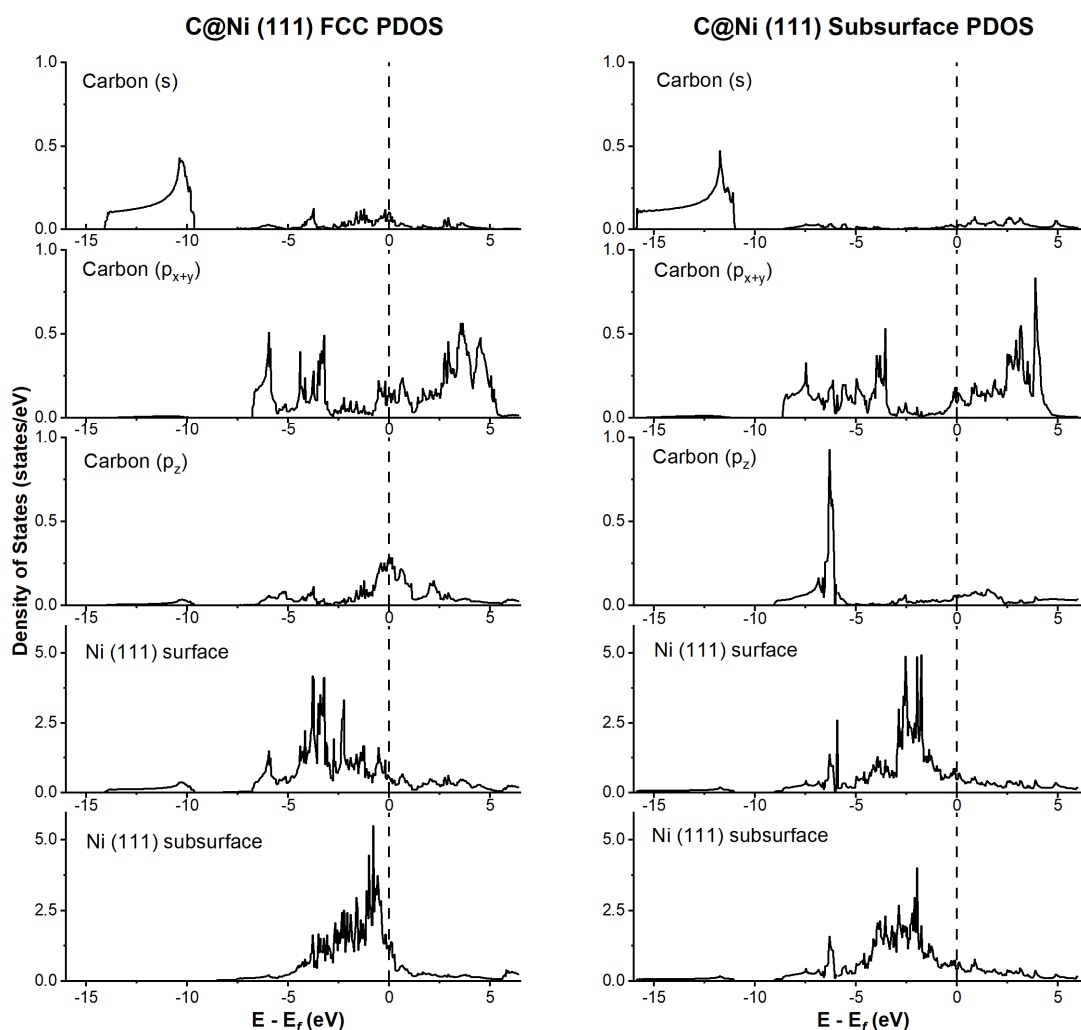 C@Ni (111) FCC PDOS
Carbon (s)
1.0
0.5
0.0
-15 -10 -5 0 5
Carbon (px+y)
1.0
0.5
0.0
-15 -10 -5 0 5
Carbon (pz)
1.0
0.5
0.0
-15 -10 -5 0 5
Ni (111) surface
5.0
2.5
0.0
-15 -10 -5 0 5
Ni (111) subsurface
5.0
2.5
0.0
-15 -10 -5 0 5
Density of States (states/eV)
E - Ef (eV)
C@Ni (111) Subsurface PDOS
Carbon (s)
1.0
0.5
0.0
-15 -10 -5 0 5
Carbon (px+y)
1.0
0.5
0.0
-15 -10 -5 0 5
Carbon (pz)
1.0
0.5
0.0
-15 -10 -5 0 5
Ni (111) surface
5.0
2.5
0.0
-15 -10 -5 0 5
Ni (111) subsurface
5.0
2.5
0.0
-15 -10 -5 0 5
E - Ef (eV)